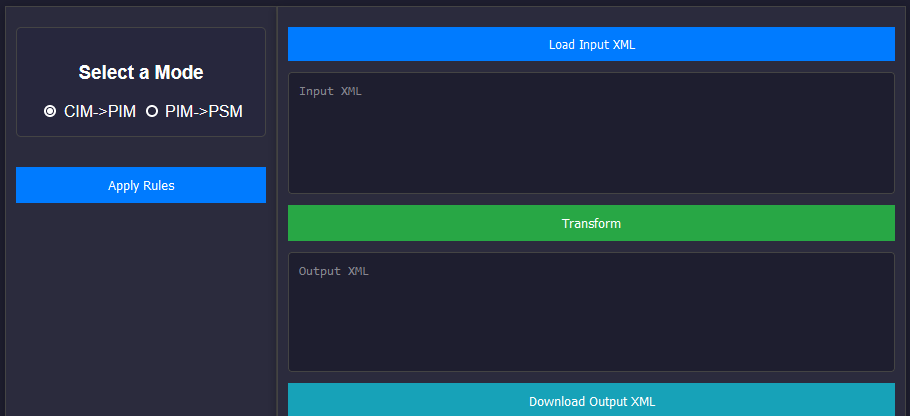 Select a Mode
CIM->PIM PIM->PSM
Apply Rules
Load Input XML
Input XML
Transform
Output XML
Download Output XML